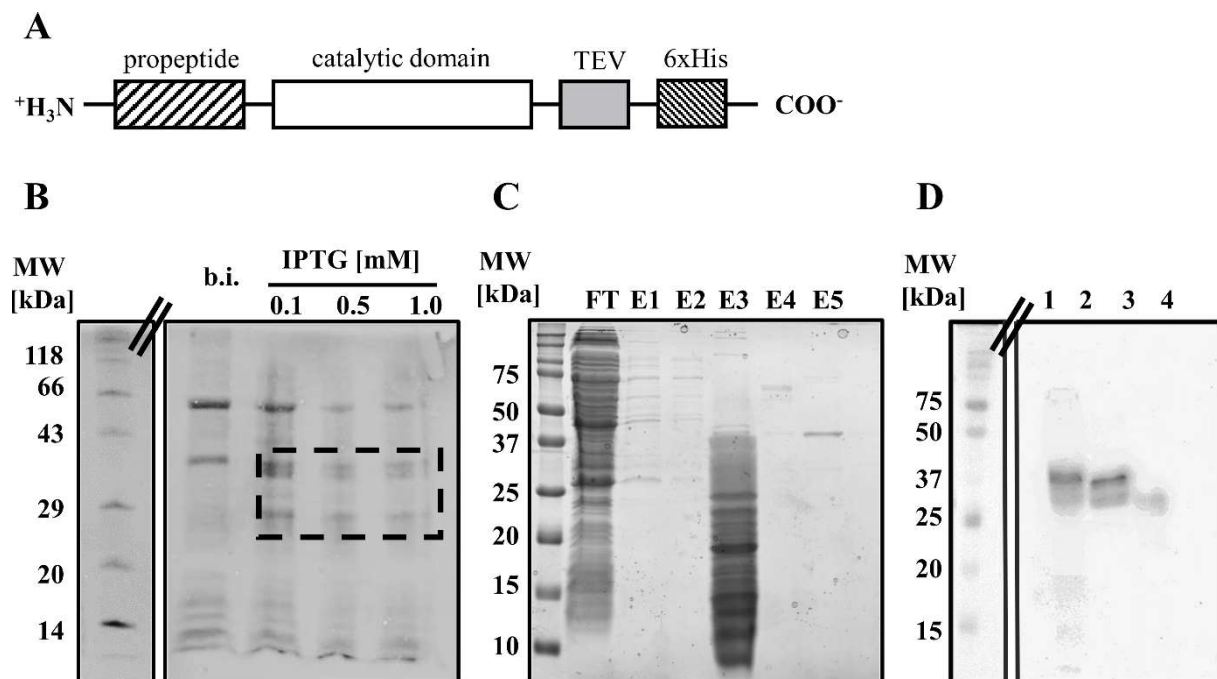 A
propeptide catalytic domain TEV 6xHis
⁺H₃N COO⁻
B
MW
[kDa]
b.i. IPTG [mM]
0.1 0.5 1.0
118
66
43
29
20
14
C
MW
[kDa]
FT E1 E2 E3 E4 E5
75
50
37
25
20
15
10
D
MW
[kDa]
1 2 3 4
75
50
37
25
20
15